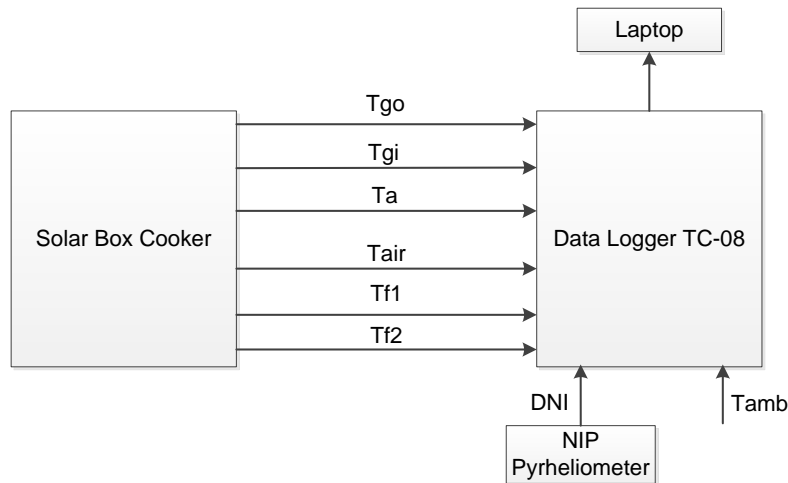 Laptop
Tgo
Tgi
Ta
Solar Box Cooker
Data Logger TC-08
Tair
Tf1
Tf2
DNI
Tamb
NIP
Pyrheliometer